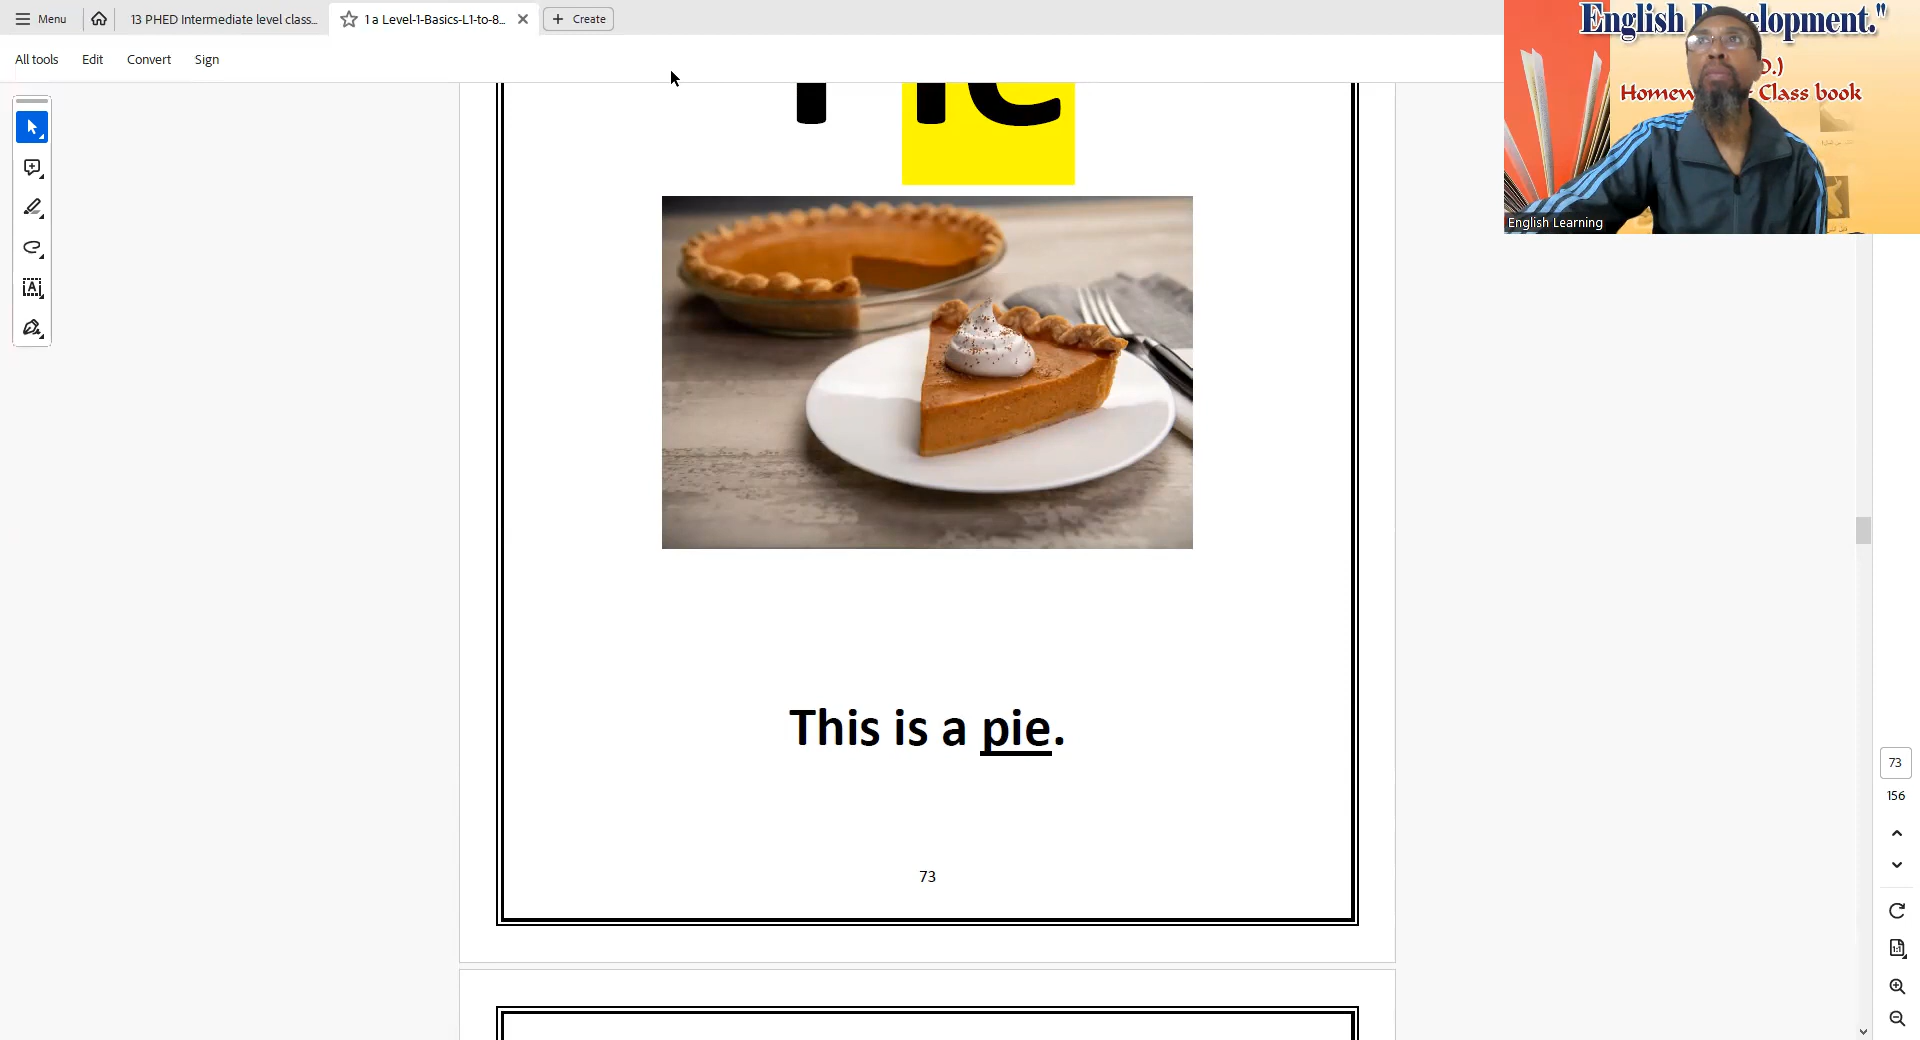 Menu
13 PHED Intermediate level class...
1 a Level-1-Basics-L1-to-8...
Create
All tools
Edit
Convert
Sign
Homew Class book
English Learning
This is a pie.
73
73
156